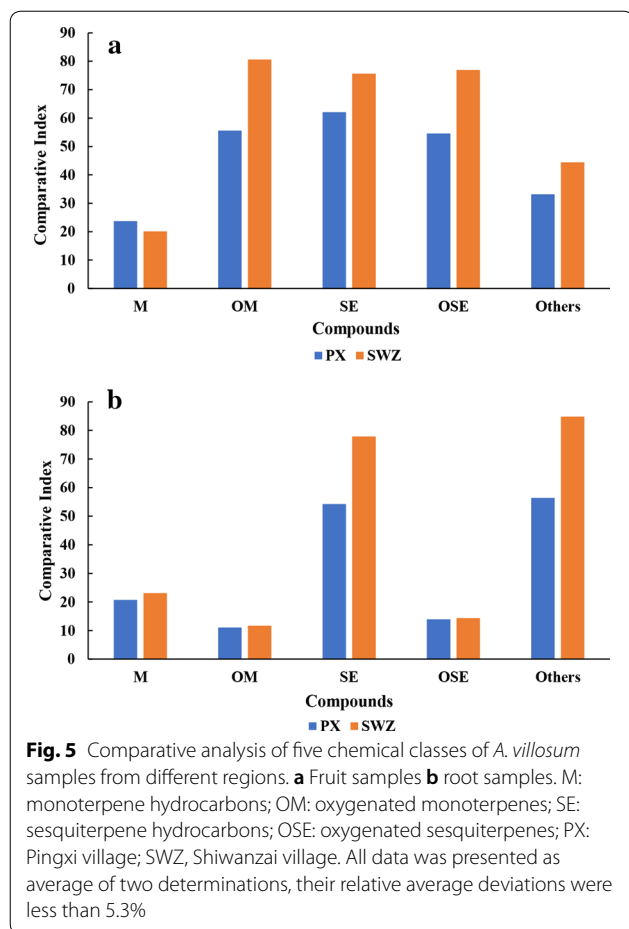 a
90
80
70
60
50
40
30
20
10
0
Comparative Index
M OM SE OSE Others
Compounds
PX SWZ
b
90
80
70
60
50
40
30
20
10
0
Comparative Index
M OM SE OSE Others
Compounds
PX SWZ
Fig. 5 Comparative analysis of five chemical classes of A. villosum
samples from different regions. a Fruit samples b root samples. M:
monoterpene hydrocarbons; OM: oxygenated monoterpenes; SE:
sesquiterpene hydrocarbons; OSE: oxygenated sesquiterpenes; PX:
Pingxi village; SWZ, Shiwanzai village. All data was presented as
average of two determinations, their relative average deviations were
less than 5.3%